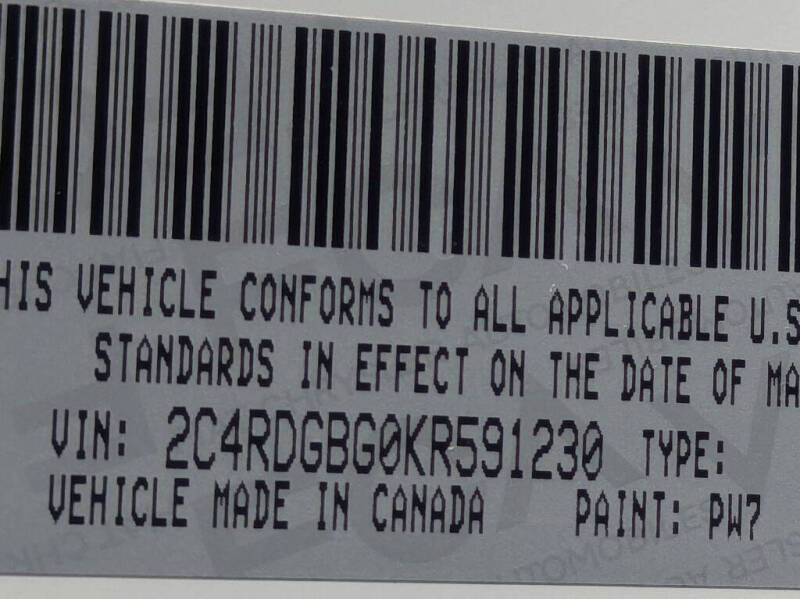 HIS VEHICLE CONFORMS TO ALL APPLICABLE U.S
STANDARDS IN EFFECT ON THE DATE OF MA
VIN: 2C4RDGBG0KR591230 TYPE:
VEHICLE MADE IN CANADA PAINT: PW7